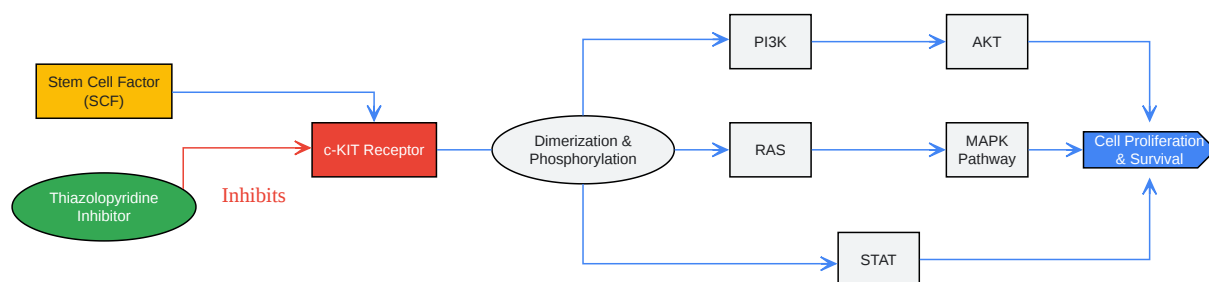 Stem Cell Factor
(SCF)
Thiazolopyridine
Inhibitor
Inhibits
c-KIT Receptor
Dimerization &
Phosphorylation
PI3K
AKT
RAS
MAPK
Pathway
STAT
Cell Proliferation
& Survival